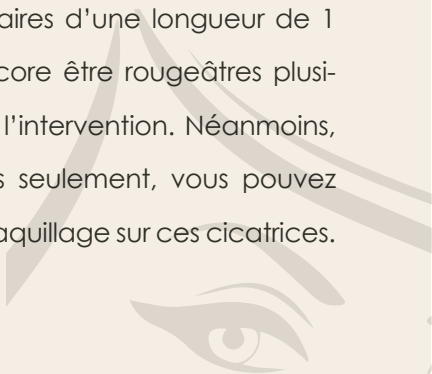 aires d’une longueur de 1
core être rougeâtres plusi-
l’intervention. Néanmoins,
s seulement, vous pouvez
aquillage sur ces cicatrices.